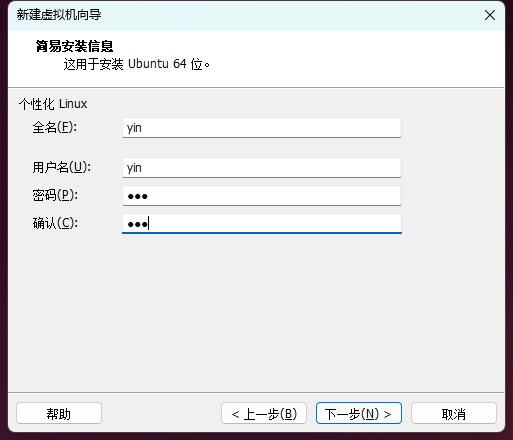 新建虚拟机向导
简易安装信息
这用于安装 Ubuntu 64 位。
个性化 Linux
全名(F): yin
用户名(U): yin
密码(P): ●●●
确认(C): ●●●
帮助 < 上一步(B) 下一步(N) > 取消